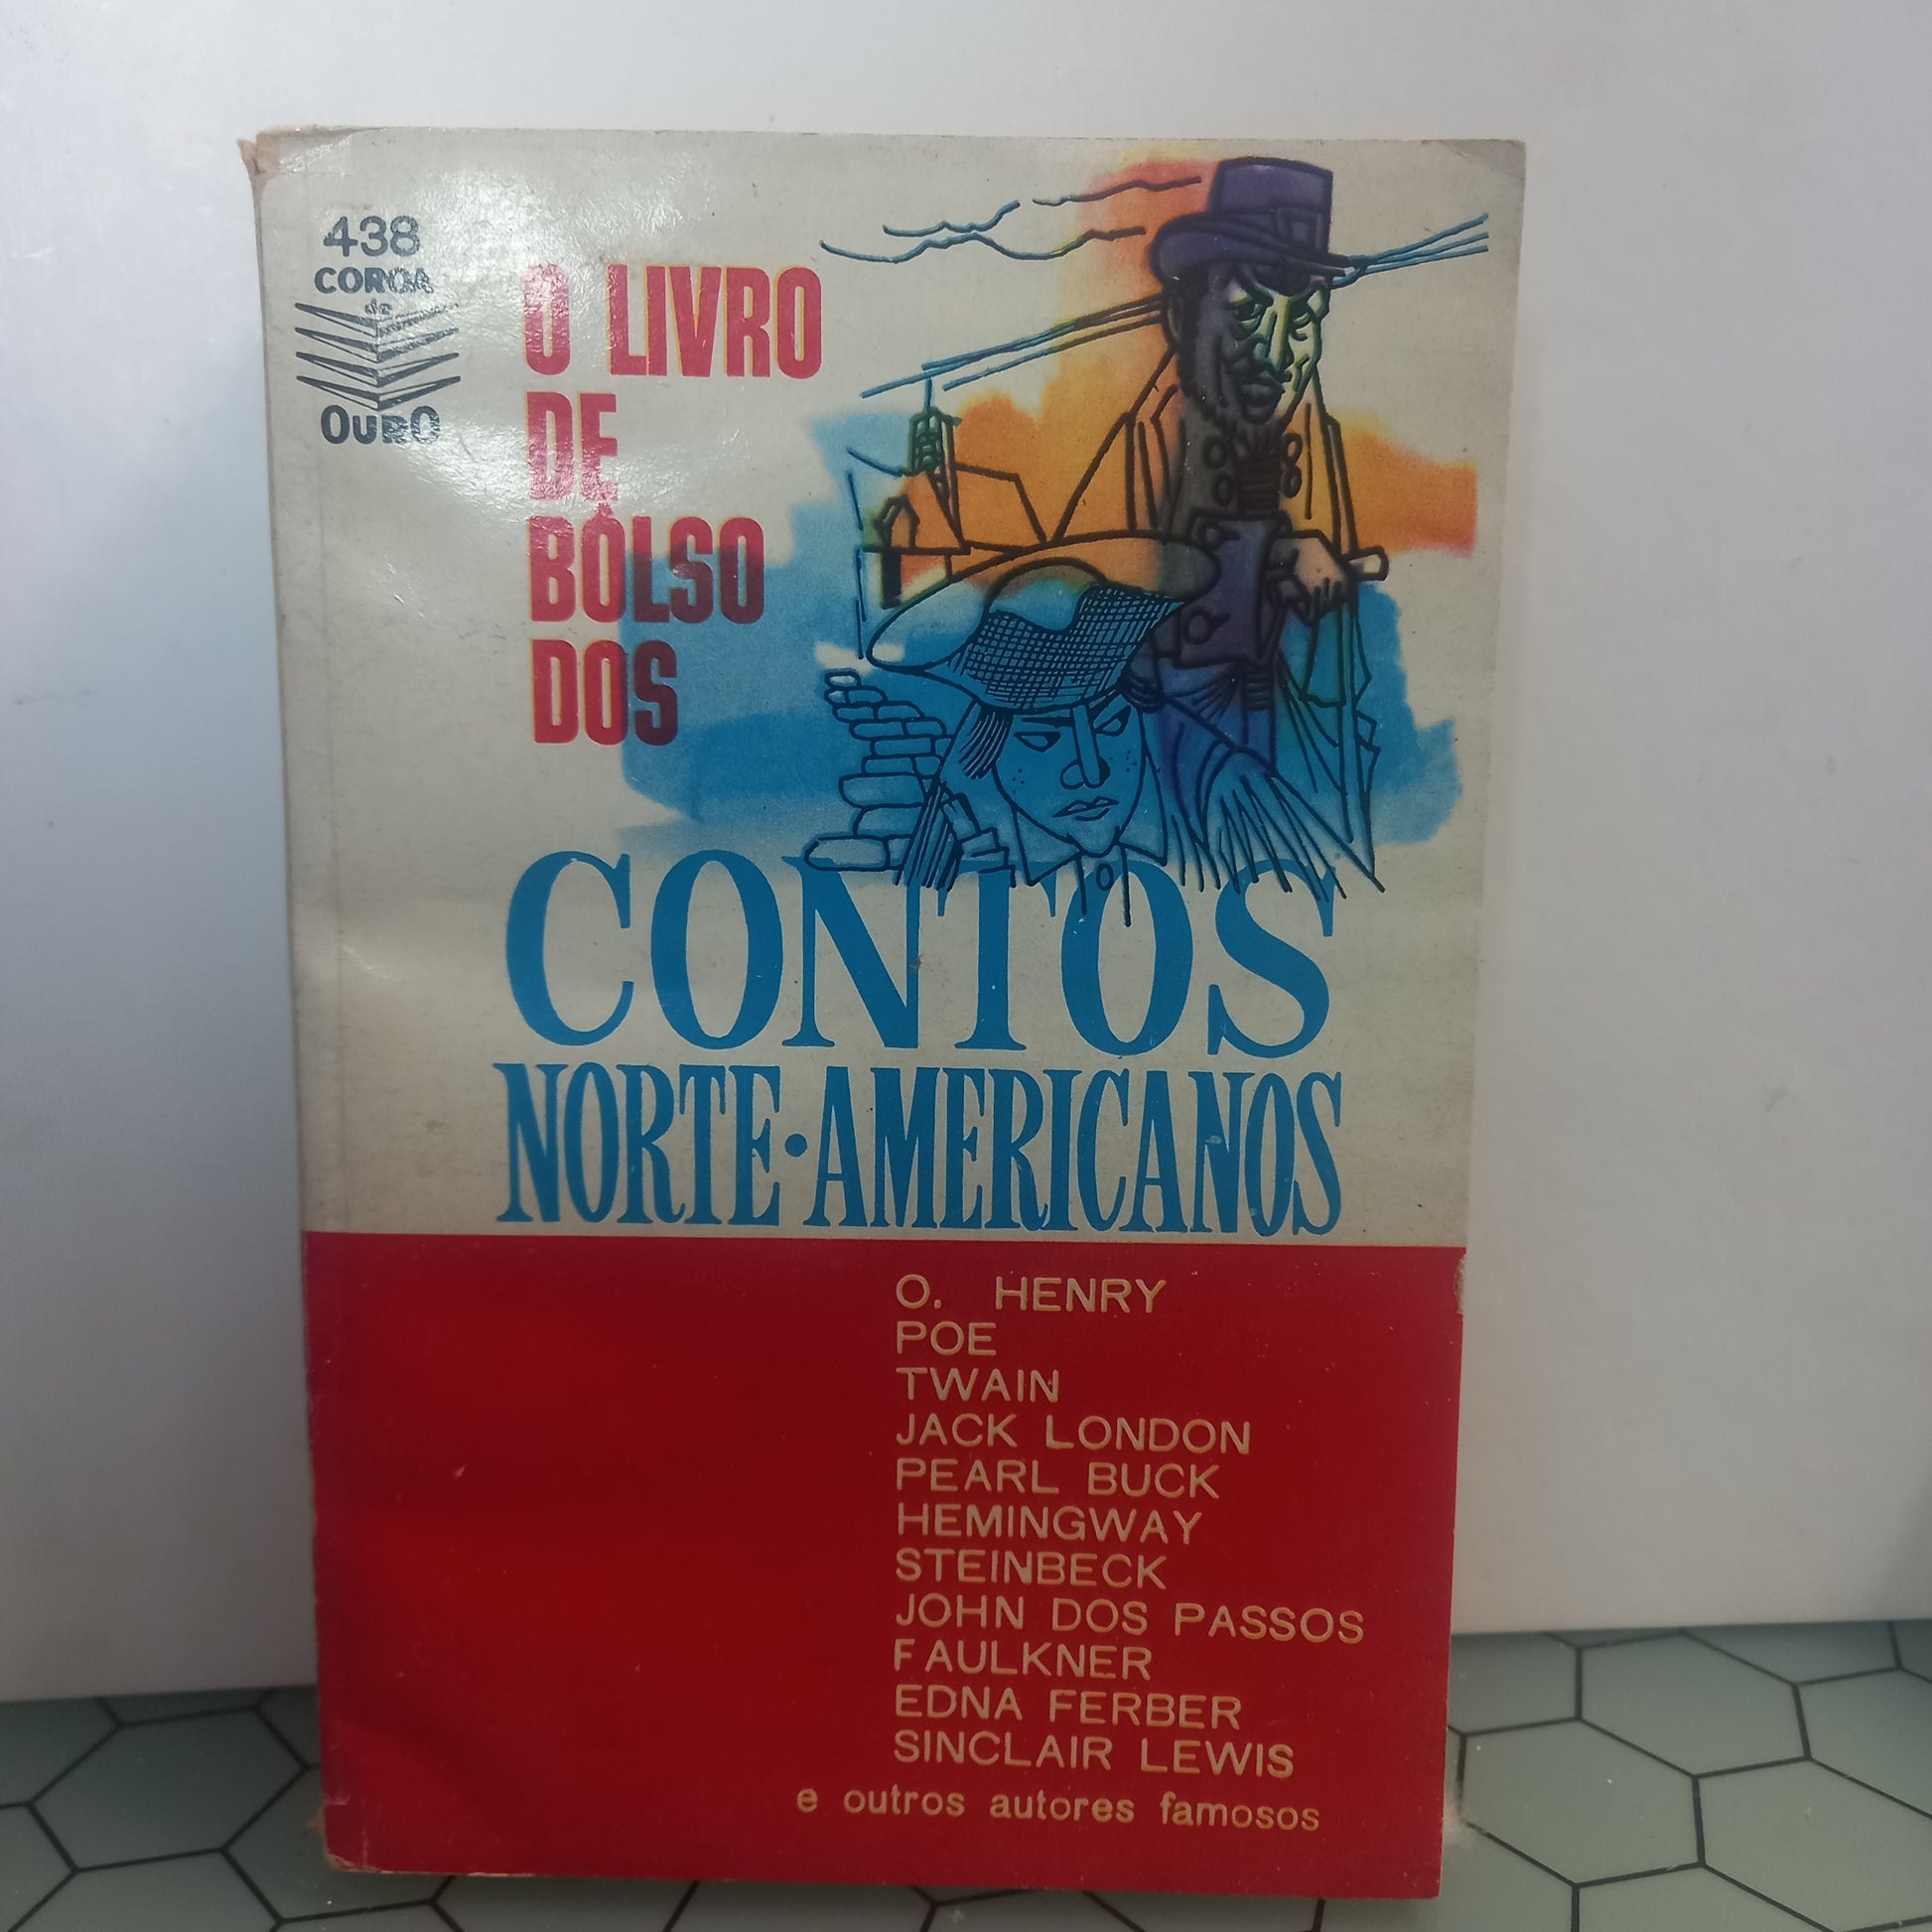 438
COROA
de
OURO
O LIVRO
DE
BÔLSO
DOS
CONTOS
NORTE·AMERICANOS
O. HENRY
POE
TWAIN
JACK LONDON
PEARL BUCK
HEMINGWAY
STEINBECK
JOHN DOS PASSOS
FAULKNER
EDNA FERBER
SINCLAIR LEWIS
e outros autores famosos